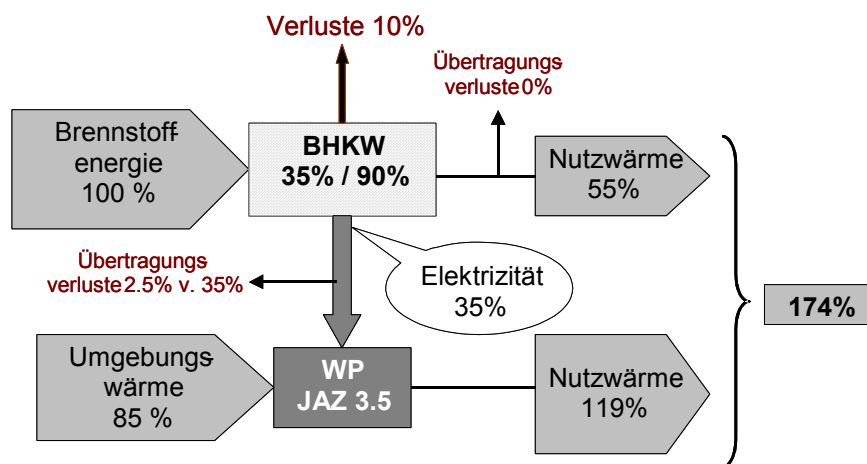 Verluste 10%
Übertragungs-
verluste 0%
Brennstoff-
energie
100 %
BHKW
35% / 90%
Nutzwärme
55%
Übertragungs-
verluste 2.5% v. 35%
Elektrizität
35%
174%
Umgebungs-
wärme
85 %
WP
JAZ 3.5
Nutzwärme
119%